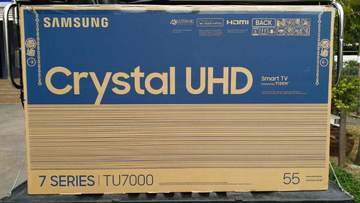 SAMSUNG
HDMI
BACK
Crystal UHD
Smart TV
7 SERIES | TU7000
55